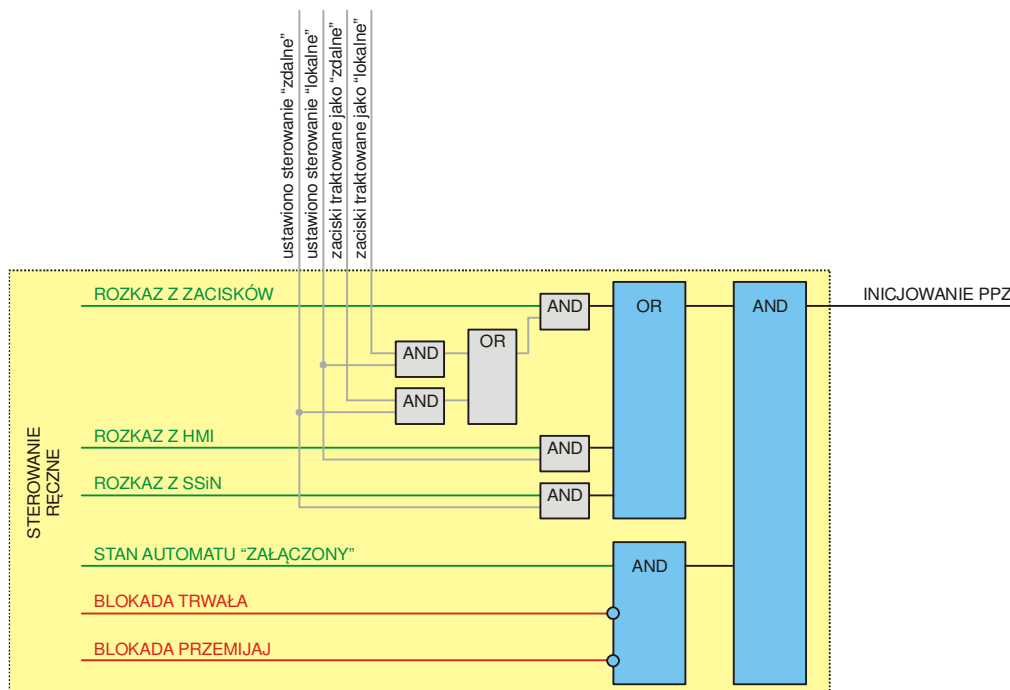 ustawiono sterowanie “zdalne”
ustawiono sterowanie “lokalne”
zaciski traktowane jako “zdalne”
zaciski traktowane jako “lokalne”
ROZKAZ Z ZACISKÓW
AND
OR
AND
INICJOWANIE PPZ
AND
OR
AND
ROZKAZ Z HMI
AND
ROZKAZ Z SSiN
AND
STEROWANIE
RĘCZNE
STAN AUTOMATU “ZAŁĄCZONY”
AND
BLOKADA TRWAŁA
BLOKADA PRZEMIJAJ